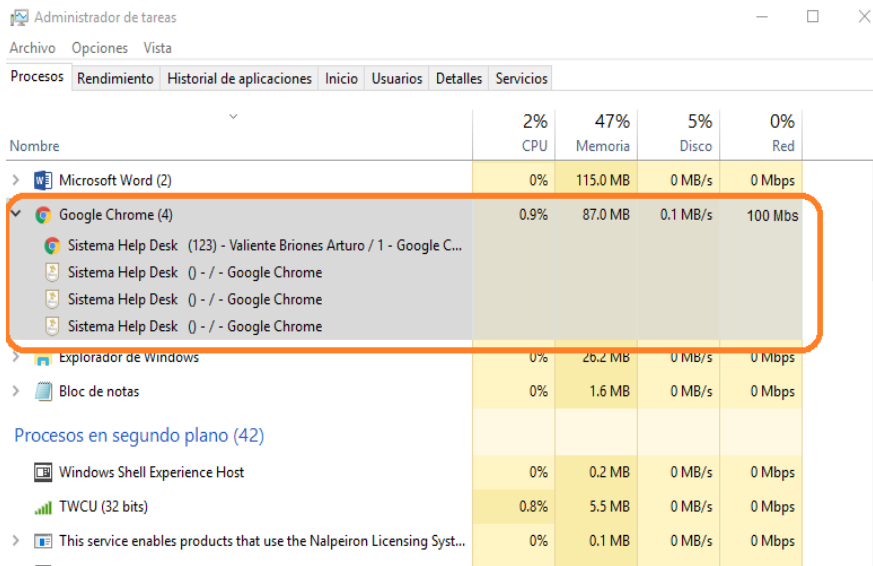 Administrador de tareas
Archivo Opciones Vista
Procesos Rendimiento Historial de aplicaciones Inicio Usuarios Detalles Servicios
2% 47% 5% 0%
Nombre CPU Memoria Disco Red
Microsoft Word (2) 0% 115.0 MB 0 MB/s 0 Mbps
Google Chrome (4) 0.9% 87.0 MB 0.1 MB/s 100 Mbs
Sistema Help Desk (123) - Valiente Briones Arturo / 1 - Google C...
Sistema Help Desk () - / - Google Chrome
Sistema Help Desk () - / - Google Chrome
Sistema Help Desk () - / - Google Chrome
Explorador de Windows 0% 26.2 MB 0 MB/s 0 Mbps
Bloc de notas 0% 1.6 MB 0 MB/s 0 Mbps
Procesos en segundo plano (42)
Windows Shell Experience Host 0% 0.2 MB 0 MB/s 0 Mbps
TWCU (32 bits) 0.8% 5.5 MB 0 MB/s 0 Mbps
This service enables products that use the Nalpeiron Licensing Syst... 0% 0.1 MB 0 MB/s 0 Mbps